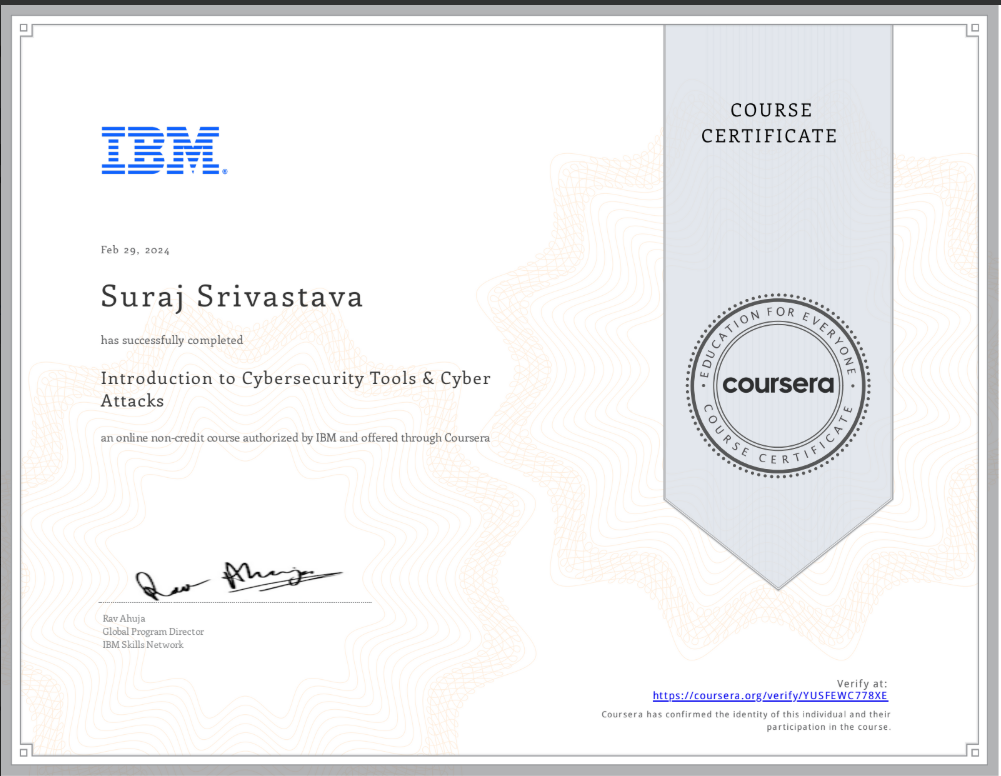 COURSE
CERTIFICATE
IBM®
Feb 29, 2024
Suraj Srivastava
has successfully completed
Introduction to Cybersecurity Tools & Cyber
Attacks
an online non-credit course authorized by IBM and offered through Coursera
EDUCATION FOR EVERYONE
coursera
COURSE CERTIFICATE
Rav Ahuja
Rav Ahuja
Global Program Director
IBM Skills Network
Verify at:
https://coursera.org/verify/YUSFEWC778XE
Coursera has confirmed the identity of this individual and their
participation in the course.